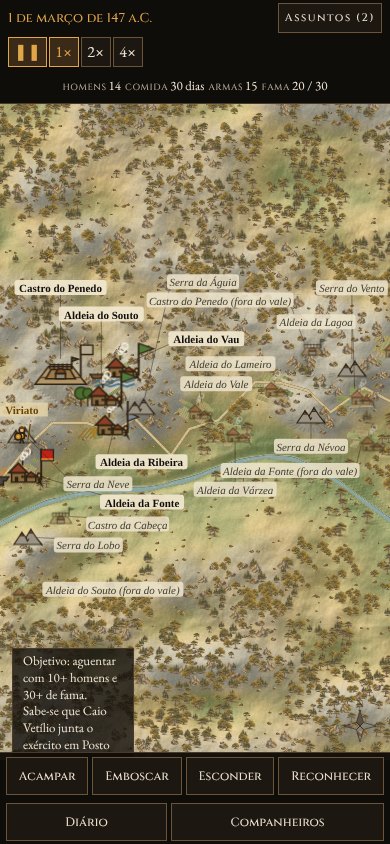 1 DE MARÇO DE 147 A.C.
ASSUNTOS (2)
❚❚ 1× 2× 4×
HOMENS 14 COMIDA 30 dias ARMAS 15 FAMA 20 / 30
Serra da Águia
Castro do Penedo
Serra do Vento
Castro do Penedo (fora do vale)
Aldeia do Souto
Aldeia da Lagoa
Aldeia do Vau
Aldeia do Lameiro
Aldeia do Vale
Viriato
Serra da Névoa
Aldeia da Ribeira
Aldeia da Fonte (fora do vale)
Serra da Neve
Aldeia da Várzea
Aldeia da Fonte
Castro da Cabeça
Serra do Lobo
Aldeia do Souto (fora do vale)
Objetivo: aguentar
com 10+ homens e
30+ de fama.
Sabe-se que Caio
Vetílio junta o
exército em Posto
ACAMPAR
EMBOSCAR
ESCONDER
RECONHECER
DIÁRIO
COMPANHEIROS